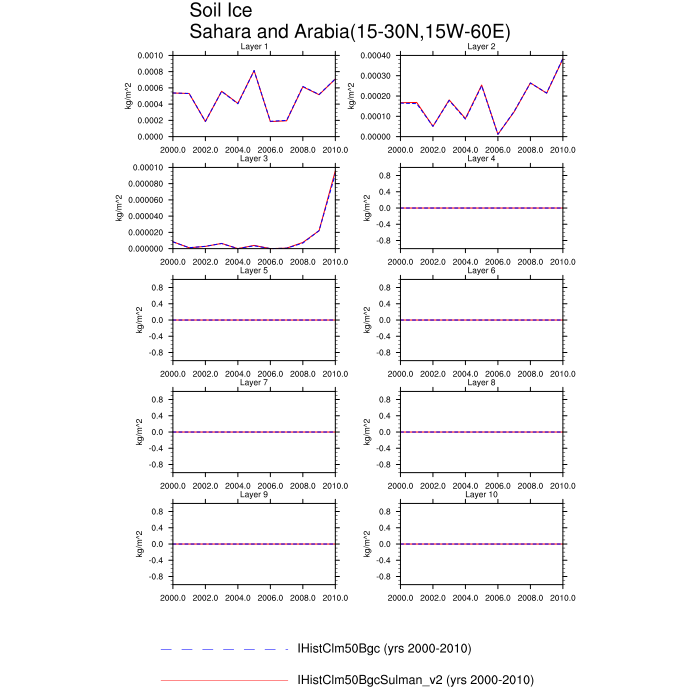 Soil Ice
Sahara and Arabia(15-30N,15W-60E)
Layer 1
Layer 2
0.0010
0.0008
0.0006
0.0004
0.0002
0.0000
kg/m^2
2000.0 2002.0 2004.0 2006.0 2008.0 2010.0
0.00040
0.00030
0.00020
0.00010
0.00000
kg/m^2
2000.0 2002.0 2004.0 2006.0 2008.0 2010.0
Layer 3
Layer 4
0.00010
0.000080
0.000060
0.000040
0.000020
0.000000
kg/m^2
2000.0 2002.0 2004.0 2006.0 2008.0 2010.0
0.8
0.4
0.0
-0.4
-0.8
kg/m^2
2000.0 2002.0 2004.0 2006.0 2008.0 2010.0
Layer 5
Layer 6
0.8
0.4
0.0
-0.4
-0.8
kg/m^2
2000.0 2002.0 2004.0 2006.0 2008.0 2010.0
0.8
0.4
0.0
-0.4
-0.8
kg/m^2
2000.0 2002.0 2004.0 2006.0 2008.0 2010.0
Layer 7
Layer 8
0.8
0.4
0.0
-0.4
-0.8
kg/m^2
2000.0 2002.0 2004.0 2006.0 2008.0 2010.0
0.8
0.4
0.0
-0.4
-0.8
kg/m^2
2000.0 2002.0 2004.0 2006.0 2008.0 2010.0
Layer 9
Layer 10
0.8
0.4
0.0
-0.4
-0.8
kg/m^2
2000.0 2002.0 2004.0 2006.0 2008.0 2010.0
0.8
0.4
0.0
-0.4
-0.8
kg/m^2
2000.0 2002.0 2004.0 2006.0 2008.0 2010.0
IHistClm50Bgc (yrs 2000-2010)
IHistClm50BgcSulman_v2 (yrs 2000-2010)